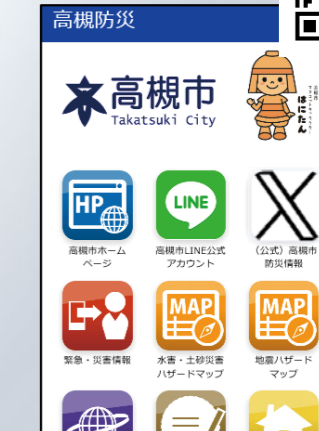 高槻防災
高槻市
Takatsuki City
はにたん
HP
LINE
高槻市ホーム
ページ
高槻市LINE公式
アカウント
(公式)高槻市
防災情報
MAP
MAP
緊急・災害情報
水害・土砂災害
ハザードマップ
地震ハザード
マップ